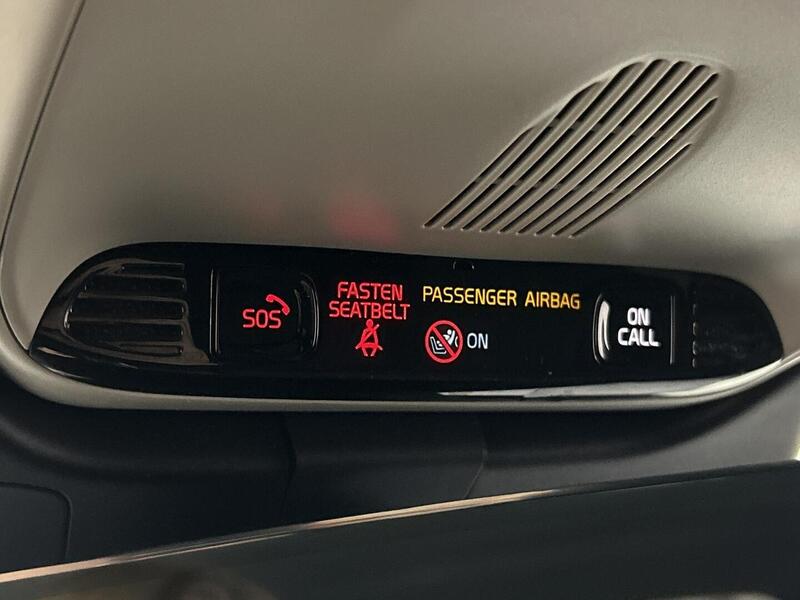 SOS
FASTEN
SEATBELT
PASSENGER AIRBAG
ON
ON
CALL